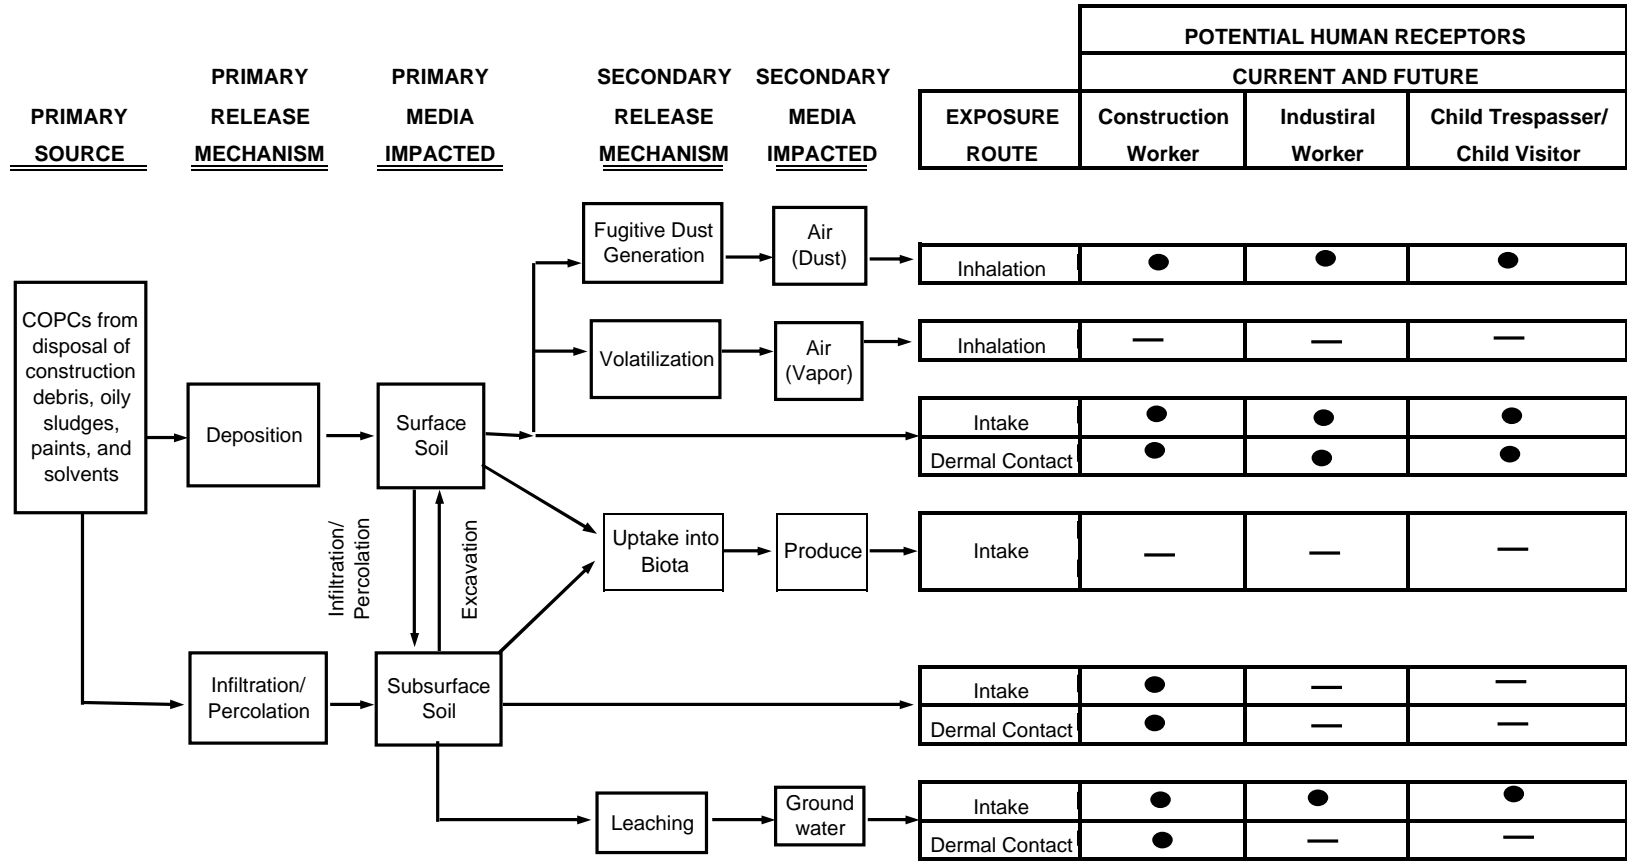 POTENTIAL HUMAN RECEPTORS
CURRENT AND FUTURE
PRIMARY
SOURCE
PRIMARY
RELEASE
MECHANISM
PRIMARY
MEDIA
IMPACTED
SECONDARY
RELEASE
MECHANISM
SECONDARY
MEDIA
IMPACTED
EXPOSURE
ROUTE
Construction
Worker
Industiral
Worker
Child Trespasser/
Child Visitor
Fugitive Dust
Generation
Air
(Dust)
Inhalation
COPCs from
disposal of
construction
debris, oily
sludges,
paints, and
solvents
Volatilization
Air
(Vapor)
Inhalation
Deposition
Surface
Soil
Intake
Dermal Contact
Infiltration/
Percolation
Excavation
Uptake into
Biota
Produce
Intake
Infiltration/
Percolation
Subsurface
Soil
Intake
Dermal Contact
Leaching
Ground
water
Intake
Dermal Contact